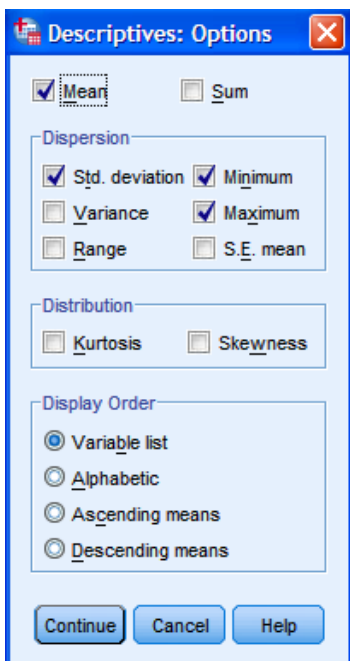 Descriptives: Options
Mean Sum
Dispersion
Std. deviation Minimum
Variance Maximum
Range S.E. mean
Distribution
Kurtosis Skewness
Display Order
Variable list
Alphabetic
Ascending means
Descending means
Continue Cancel Help